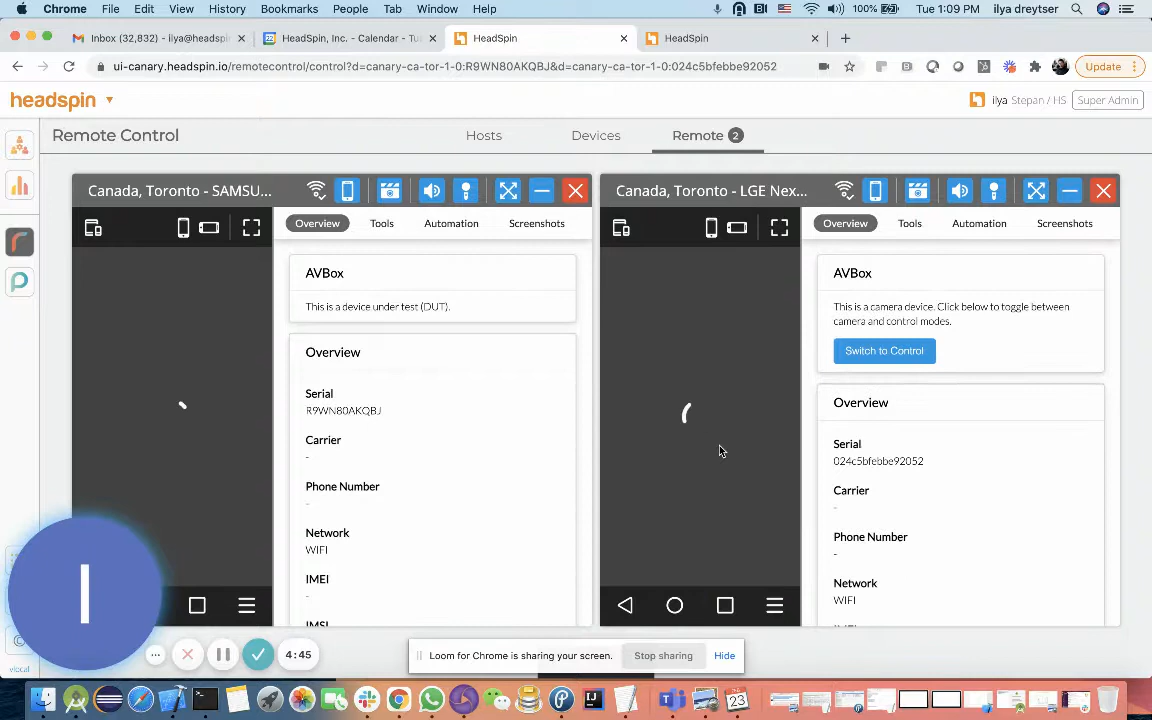 Chrome File Edit View History Bookmarks People Tab Window Help 100% Tue 1:09 PM ilya dreytser
Inbox (32,832) - ilya@headspi HeadSpin, Inc. - Calendar - Tu HeadSpin HeadSpin
ui-canary.headspin.io/remotecontrol/control?d=canary-ca-tor-1-0:R9WN80AKQBJ&d=canary-ca-tor-1-0:024c5bfebbe92052 Update
headspin ilya Stepan / HS Super Admin
Remote Control Hosts Devices Remote 2
Canada, Toronto - SAMSU...
Overview Tools Automation Screenshots
AVBox
This is a device under test (DUT).
Overview
Serial
R9WN80AKQBJ
Carrier
-
Phone Number
-
Network
WIFI
IMEI
-
IMSI
Canada, Toronto - LGE Nex...
Overview Tools Automation Screenshots
AVBox
This is a camera device. Click below to toggle between
camera and control modes.
Switch to Control
Overview
Serial
024c5bfebbe92052
Carrier
-
Phone Number
-
Network
WIFI
I
vlocal
4:45
Loom for Chrome is sharing your screen. Stop sharing Hide
23